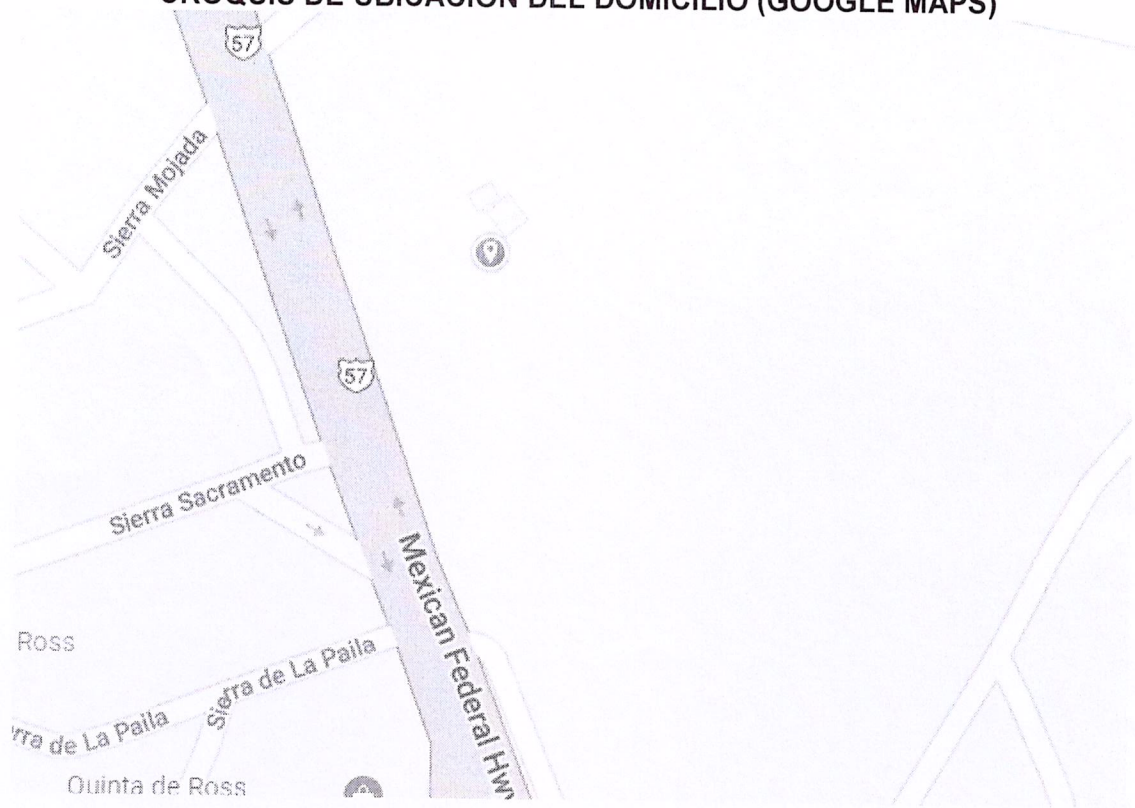 CROQUIS DE UBICACIÓN DEL DOMICILIO (GOOGLE MAPS)
57
Sierra Mojada
57
Sierra Sacramento
Mexican Federal Hwy
Ross
Sierra de La Paila
rra de La Paila
Quinta de Ross